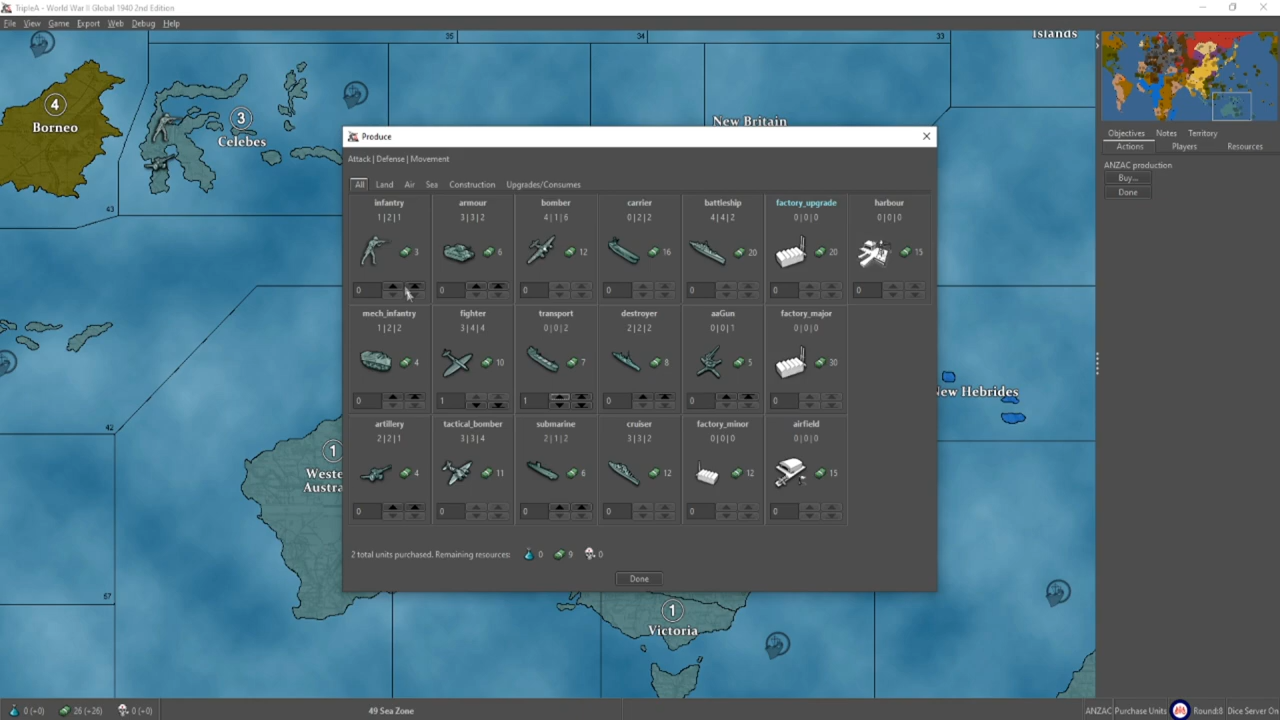 TripleA - World War II Global 1940 2nd Edition
File View Game Export Web Debug Help
35 34 33
Islands
4
Borneo
3
Celebes
New Britain
43
42
67
1
Weste
Austra
New Hebrides
1
Victoria
Produce
Attack | Defense | Movement
All Land Air Sea Construction Upgrades/Consumes
infantry armour bomber carrier battleship factory_upgrade harbour
1|2|1 3|3|2 4|1|6 0|2|2 4|4|2 0|0|0 0|0|0
3 6 12 16 20 20 15
0 0 0 0 0 0 0
mech_infantry fighter transport destroyer aaGun factory_major
1|2|2 3|4|4 0|0|2 2|2|2 0|0|1 0|0|0
4 10 7 8 5 30
0 1 1 0 0 0
artillery tactical_bomber submarine cruiser factory_minor airfield
2|2|1 3|3|4 2|1|2 3|3|2 0|0|0 0|0|0
4 11 6 12 12 15
0 0 0 0 0 0
2 total units purchased. Remaining resources: 0 9 0
Done
Objectives Notes Territory
Actions Players Resources
ANZAC production
Buy...
Done
0 (+0) 26 (+26) 0 (+0)
49 Sea Zone
ANZAC Purchase Units Round:8 Dice Server On